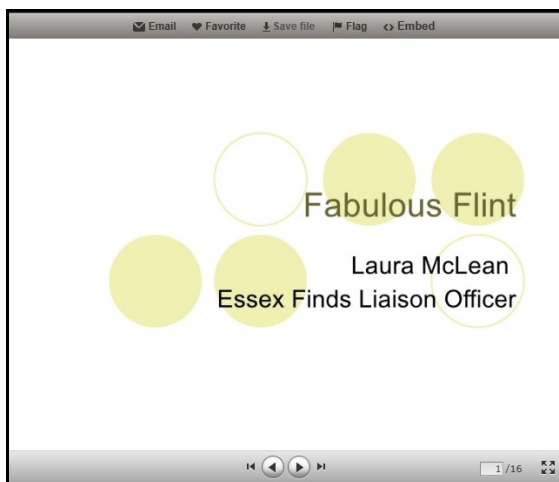 Email Favorite Save file Flag Embed
Fabulous Flint
Laura McLean
Essex Finds Liaison Officer
1 /16